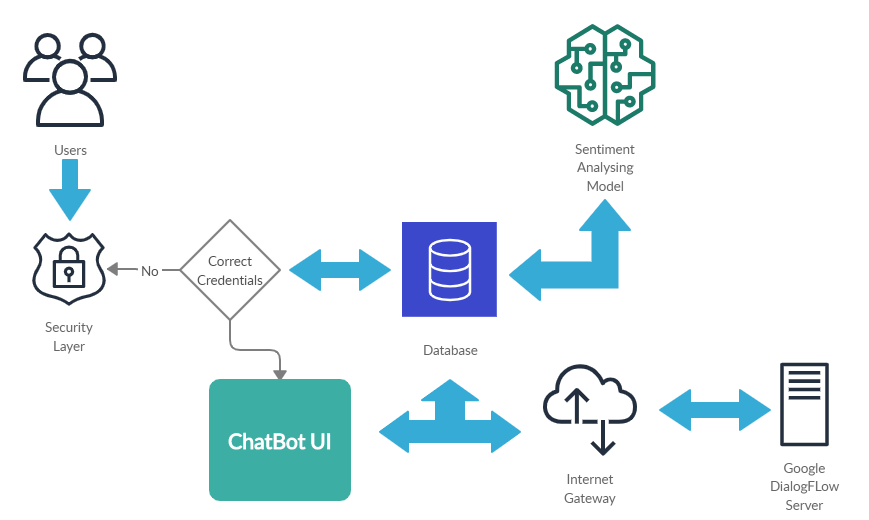 Users
Sentiment
Analysing
Model
Correct
Credentials
No
Security
Layer
Database
ChatBot UI
Internet
Gateway
Google
DialogFLow
Server